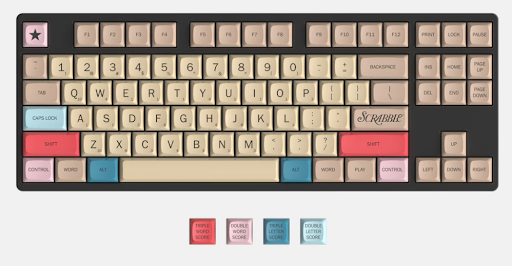 F1 F2 F3 F4 F5 F6 F7 F8 F9 F10 F11 F12 PRINT LOCK PAUSE
1 2 3 4 5 6 7 8 9 0 BACKSPACE INS HOME PAGE UP
TAB Q W E R T Y U I O P DEL END PAGE DOWN
CAPS LOCK A S D F G H J K L SCRABBLE
SHIFT Z X C V B N M < > ? SHIFT UP
CONTROL WORD ALT ALT WORD PLAY CONTROL LEFT DOWN RIGHT
TRIPLE WORD SCORE
DOUBLE WORD SCORE
TRIPLE LETTER SCORE
DOUBLE LETTER SCORE